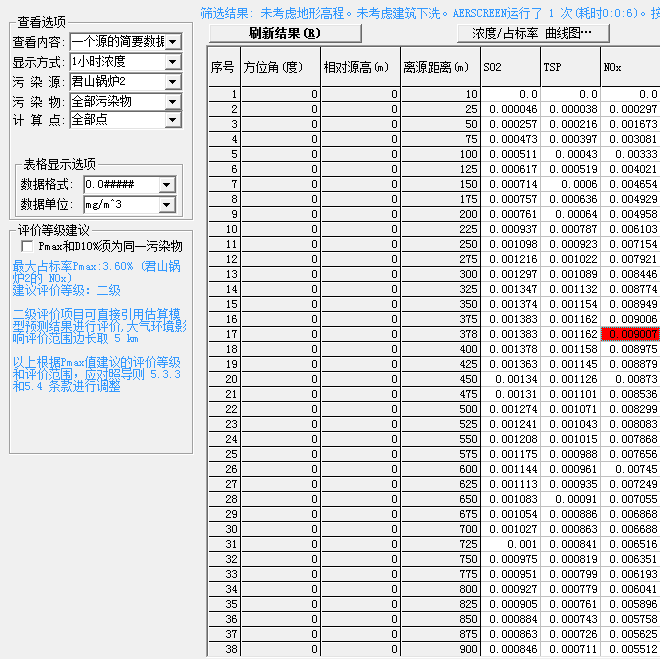 筛选结果: 未考虑地形高程。未考虑建筑下洗。AERSCREEN运行了 1 次(耗时0:0:6)。按
查看选项
查看内容: 一个源的简要数据
显示方式: 1小时浓度
污 染 源: 君山锅炉2
污 染 物: 全部污染物
计 算 点: 全部点
表格显示选项
数据格式: 0.0#####
数据单位: mg/m^3
评价等级建议
Pmax和D10%须为同一污染物
最大占标率Pmax:3.60% (君山锅
炉2的 NOx)
建议评价等级: 二级
二级评价项目可直接引用估算模
型预测结果进行评价,大气环境影
响评价范围边长取 5 km
以上根据Pmax值建议的评价等级
和评价范围，应对照导则 5.3.3
和5.4 条款进行调整
刷新结果(R) 浓度/占标率 曲线图…
序号 方位角(度) 相对源高(m) 离源距离(m) SO2 TSP NOx
1 0 0 10 0.0 0.0 0.0
2 0 0 25 0.000046 0.000038 0.000297
3 0 0 50 0.000257 0.000216 0.001673
4 0 0 75 0.000473 0.000397 0.003081
5 0 0 100 0.000511 0.00043 0.00333
6 0 0 125 0.000617 0.000519 0.004021
7 0 0 150 0.000714 0.0006 0.004654
8 0 0 175 0.000757 0.000636 0.004929
9 0 0 200 0.000761 0.00064 0.004958
10 0 0 225 0.000937 0.000787 0.006103
11 0 0 250 0.001098 0.000923 0.007154
12 0 0 275 0.001216 0.001022 0.007921
13 0 0 300 0.001297 0.001089 0.008446
14 0 0 325 0.001347 0.001132 0.008774
15 0 0 350 0.001374 0.001154 0.008949
16 0 0 375 0.001383 0.001162 0.009006
17 0 0 378 0.001383 0.001162 0.009007
18 0 0 400 0.001378 0.001158 0.008975
19 0 0 425 0.001363 0.001145 0.008879
20 0 0 450 0.00134 0.001126 0.00873
21 0 0 475 0.00131 0.001101 0.008536
22 0 0 500 0.001274 0.001071 0.008299
23 0 0 525 0.001241 0.001043 0.008083
24 0 0 550 0.001208 0.001015 0.007868
25 0 0 575 0.001175 0.000988 0.007656
26 0 0 600 0.001144 0.000961 0.00745
27 0 0 625 0.001113 0.000935 0.007249
28 0 0 650 0.001083 0.00091 0.007055
29 0 0 675 0.001054 0.000886 0.006868
30 0 0 700 0.001027 0.000863 0.006688
31 0 0 725 0.001 0.000841 0.006516
32 0 0 750 0.000975 0.000819 0.006351
33 0 0 775 0.000951 0.000799 0.006193
34 0 0 800 0.000927 0.000779 0.006041
35 0 0 825 0.000905 0.000761 0.005896
36 0 0 850 0.000884 0.000743 0.005758
37 0 0 875 0.000863 0.000726 0.005625
38 0 0 900 0.000846 0.000711 0.005512